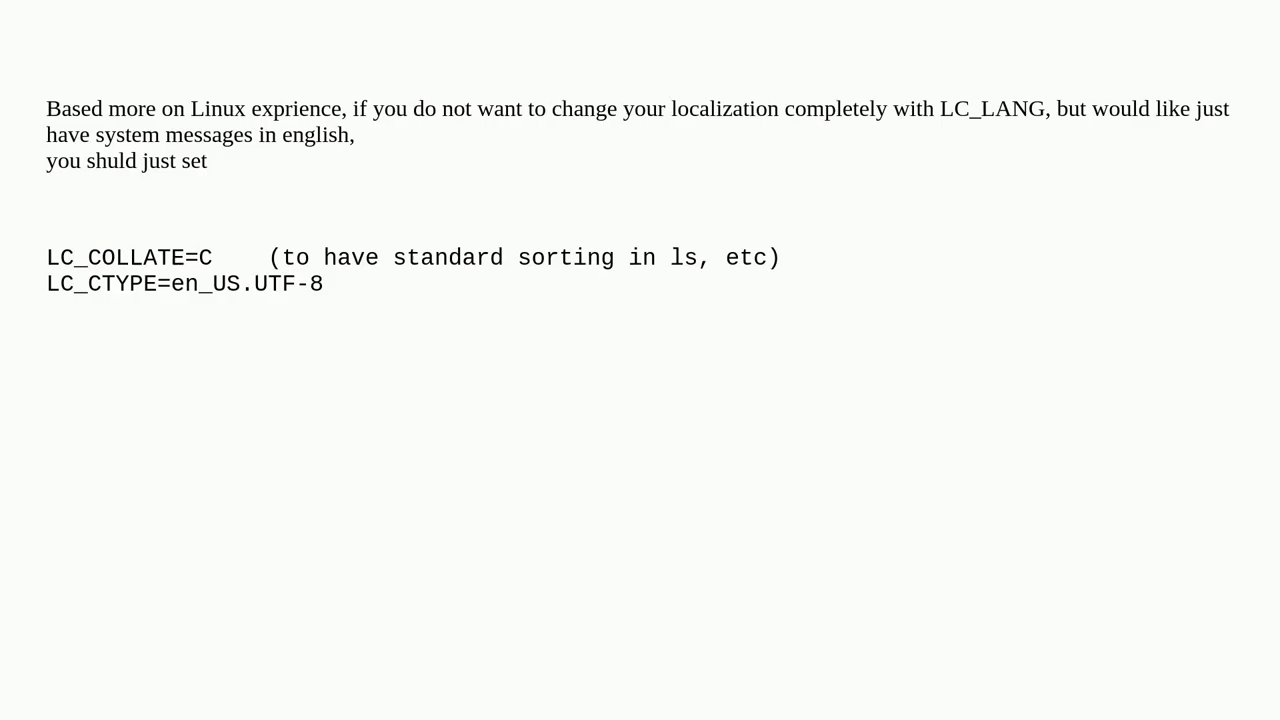 Based more on Linux exprience, if you do not want to change your localization completely with LC_LANG, but would like just
have system messages in english,
you shuld just set
LC_COLLATE=C    (to have standard sorting in ls, etc)
LC_CTYPE=en_US.UTF-8